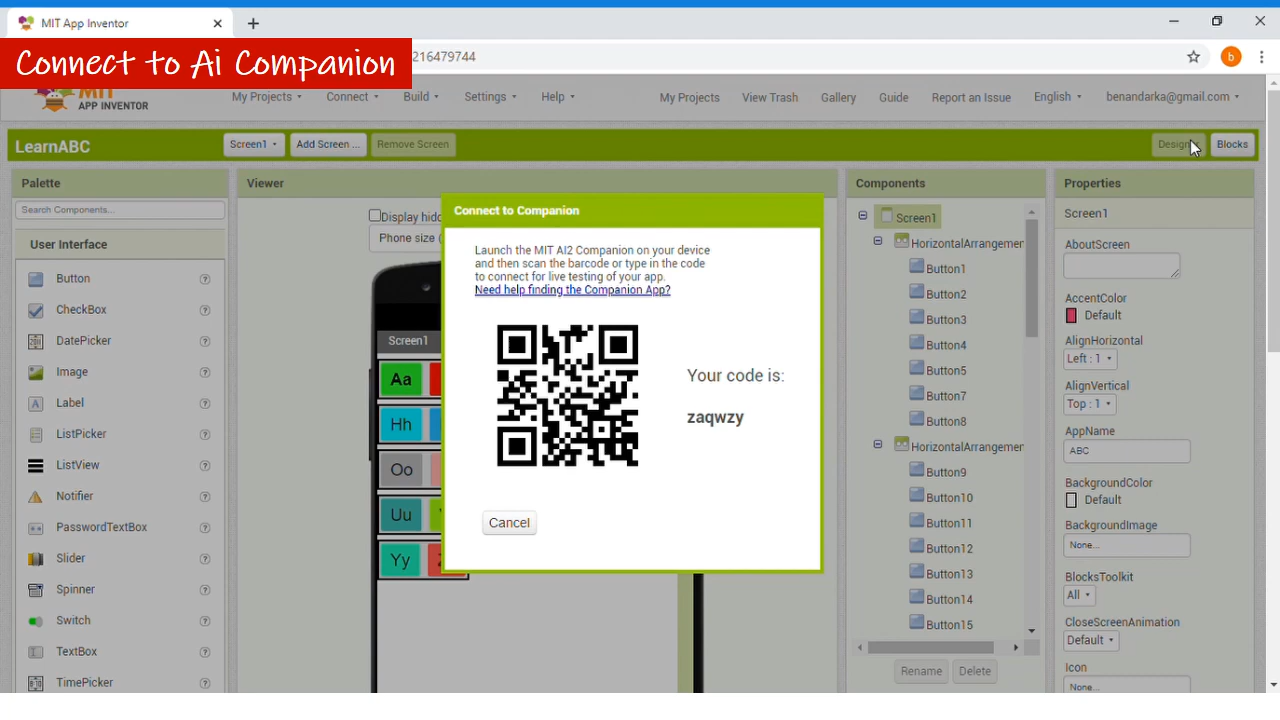 MIT App Inventor
Connect to Ai Companion
216479744
b
MIT
APP INVENTOR
My Projects
Connect
Build
Settings
Help
My Projects
View Trash
Gallery
Guide
Report an Issue
English
benandarka@gmail.com
LearnABC
Screen1
Add Screen ...
Remove Screen
Design
Blocks
Palette
Search Components...
User Interface
Button
CheckBox
DatePicker
Image
Label
ListPicker
ListView
Notifier
PasswordTextBox
Slider
Spinner
Switch
TextBox
TimePicker
Viewer
Display hid
Phone size (
Screen1
Aa
Hh
Oo
Uu
Yy
Connect to Companion
Launch the MIT AI2 Companion on your device
and then scan the barcode or type in the code
to connect for live testing of your app.
Need help finding the Companion App?
Your code is:
zaqwzy
Cancel
Components
Screen1
HorizontalArrangemen
Button1
Button2
Button3
Button4
Button5
Button7
Button8
HorizontalArrangemen
Button9
Button10
Button11
Button12
Button13
Button14
Button15
Rename
Delete
Properties
Screen1
AboutScreen
AccentColor
Default
AlignHorizontal
Left : 1
AlignVertical
Top : 1
AppName
ABC
BackgroundColor
Default
BackgroundImage
None...
BlocksToolkit
All
CloseScreenAnimation
Default
Icon
None...